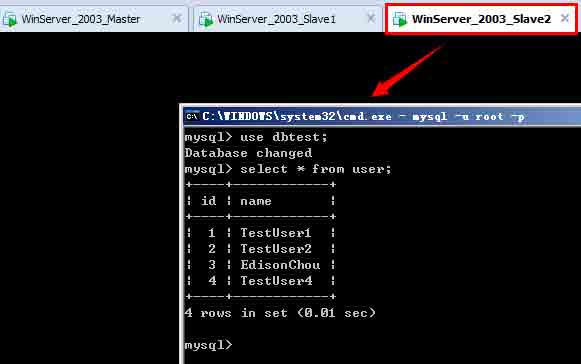 WinServer_2003_Master
WinServer_2003_Slave1
WinServer_2003_Slave2
C:\WINDOWS\system32\cmd.exe - mysql -u root -p
mysql> use dbtest;
Database changed
mysql> select * from user;
+----+------------+
| id | name       |
+----+------------+
|  1 | TestUser1  |
|  2 | TestUser2  |
|  3 | EdisonChou |
|  4 | TestUser4  |
+----+------------+
4 rows in set (0.01 sec)
mysql>